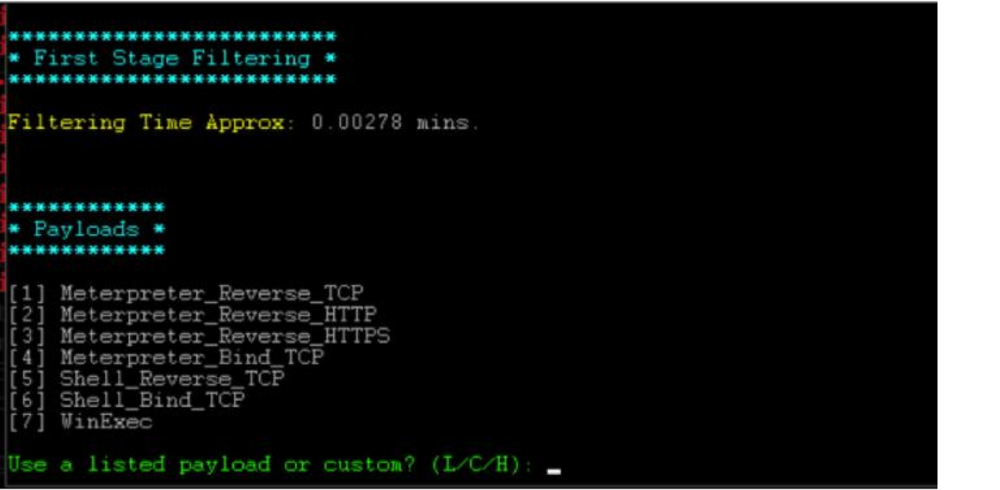 *************************
* First Stage Filtering *
*************************
Filtering Time Approx: 0.00278 mins.
************
* Payloads *
************
[1] Meterpreter_Reverse_TCP
[2] Meterpreter_Reverse_HTTP
[3] Meterpreter_Reverse_HTTPS
[4] Meterpreter_Bind_TCP
[5] Shell_Reverse_TCP
[6] Shell_Bind_TCP
[7] WinExec
Use a listed payload or custom? (L/C/H):